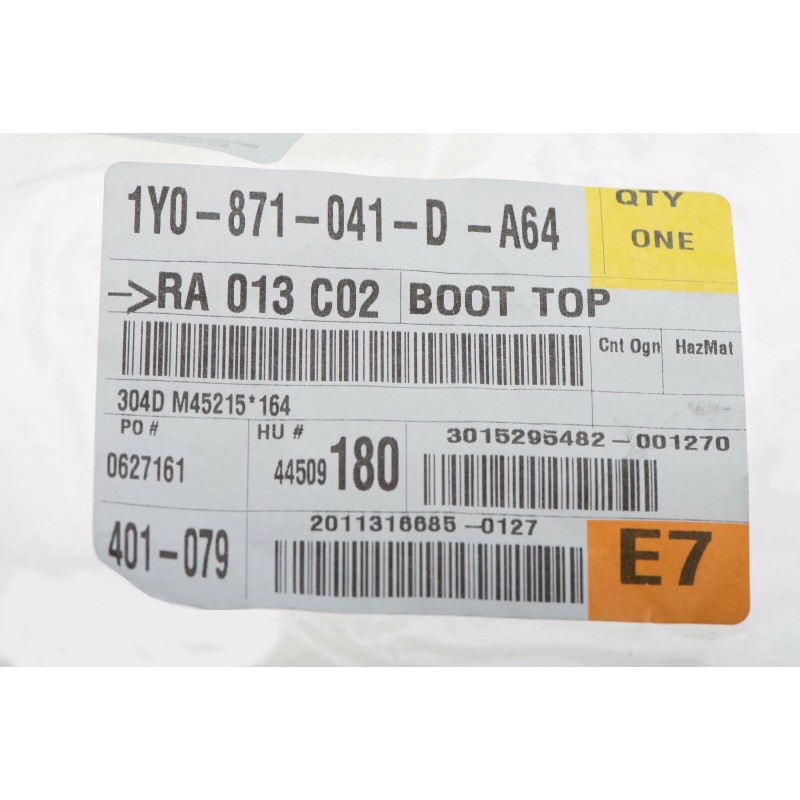 1Y0-871-041-D -A64
QTY
ONE
->RA 013 C02 BOOT TOP
Cnt Ogn HazMat
304D M45215*164
PO # HU # 3015295482-001270
0627161 44509 180
401-079 2011316685-0127
E7